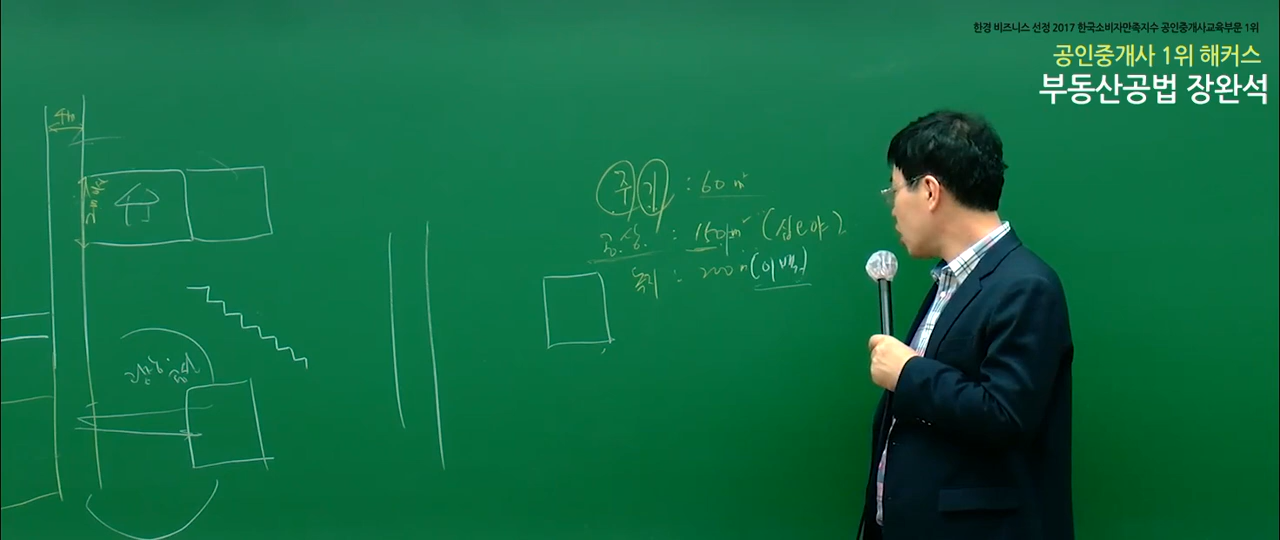 한경 비즈니스 선정 2017 한국소비자만족지수 공인중개사교육부문 1위
공인중개사 1위 해커스
부동산공법 장완석
4m
2m
주 기 : 60㎡
공.상. : 150㎡ (십오야)
녹지 : 200㎡ (이백)